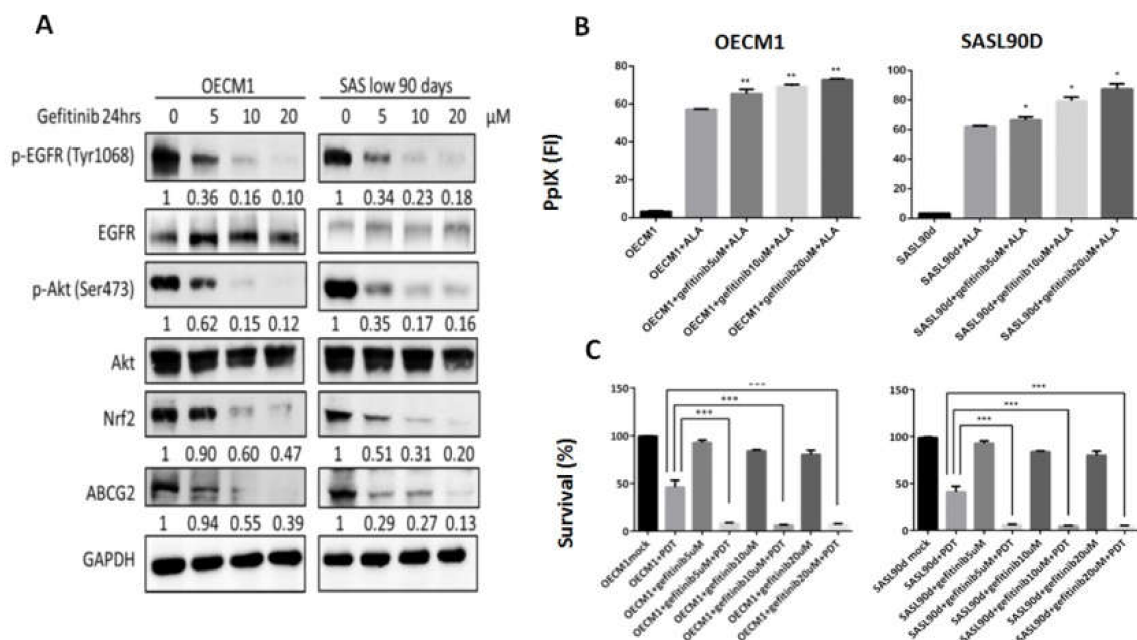 A
OECM1 SAS low 90 days
Gefitinib 24hrs 0 5 10 20 0 5 10 20 μM
p-EGFR (Tyr1068)
1 0.36 0.16 0.10 1 0.34 0.23 0.18
EGFR
p-Akt (Ser473)
1 0.62 0.15 0.12 1 0.35 0.17 0.16
Akt
Nrf2
1 0.90 0.60 0.47 1 0.51 0.31 0.20
ABCG2
1 0.94 0.55 0.39 1 0.29 0.27 0.13
GAPDH
B
OECM1
PpIX (FI)
80
60
40
20
0
**
**
**
OECM1
OECM1+ALA
OECM1+gefitinib5uM+ALA
OECM1+gefitinib10uM+ALA
OECM1+gefitinib20uM+ALA
SASL90D
100
80
60
40
20
0
*
*
*
SASL90d
SASL90d+ALA
SASL90d+gefitinib5uM+ALA
SASL90d+gefitinib10uM+ALA
SASL90d+gefitinib20uM+ALA
C
Survival (%)
150
100
50
0
***
***
***
OECM1mock
OECM1+PDT
OECM1+gefitinib5uM
OECM1+gefitinib5uM+PDT
OECM1+gefitinib10uM
OECM1+gefitinib10uM+PDT
OECM1+gefitinib20uM
OECM1+gefitinib20uM+PDT
150
100
50
0
***
***
***
SASL90d mock
SASL90d+PDT
SASL90d+gefitinib5uM
SASL90d+gefitinib5uM+PDT
SASL90d+gefitinib10uM
SASL90d+gefitinib10uM+PDT
SASL90d+gefitinib20uM
SASL90d+gefitinib20uM+PDT